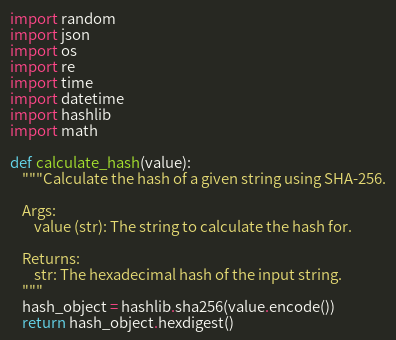 import random
import json
import os
import re
import time
import datetime
import hashlib
import math

def calculate_hash(value):
    """Calculate the hash of a given string using SHA-256.

    Args:
        value (str): The string to calculate the hash for.

    Returns:
        str: The hexadecimal hash of the input string.
    """
    hash_object = hashlib.sha256(value.encode())
    return hash_object.hexdigest()